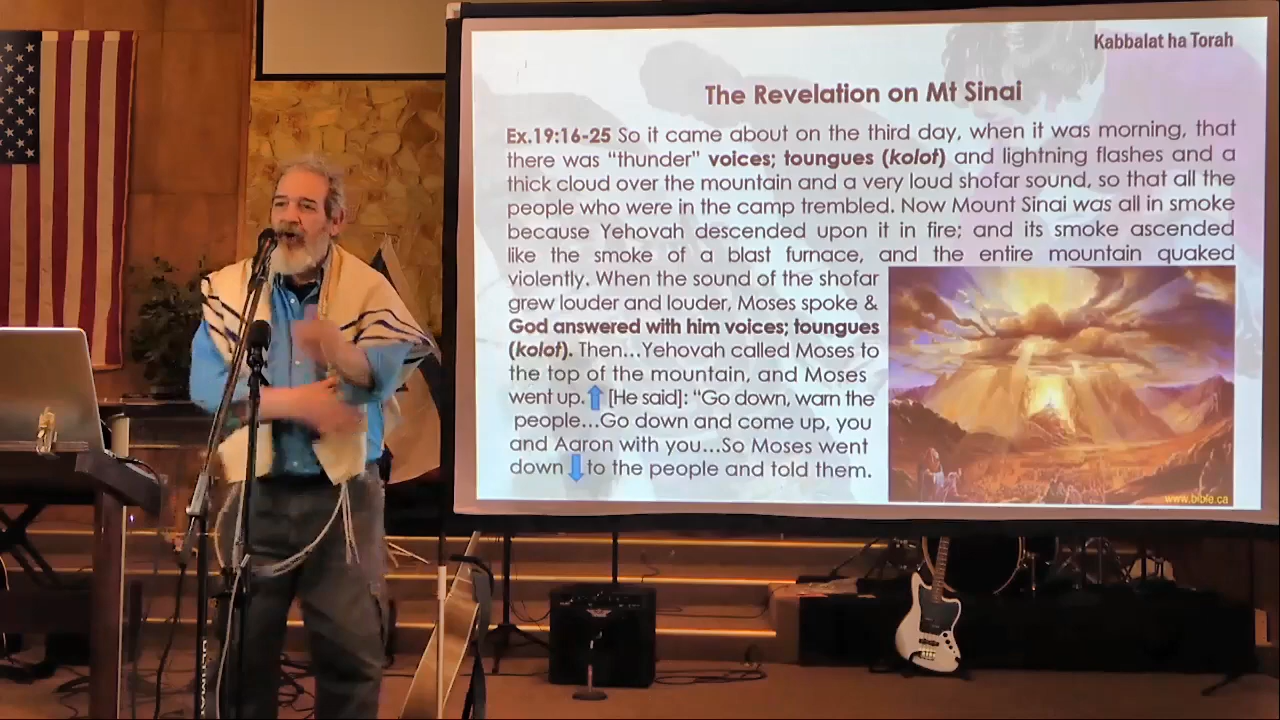 Kabbalat ha Torah
The Revelation on Mt Sinai
Ex.19:16-25 So it came about on the third day, when it was morning, that
there was "thunder" voices; toungues (kolot) and lightning flashes and a
thick cloud over the mountain and a very loud shofar sound, so that all the
people who were in the camp trembled. Now Mount Sinai was all in smoke
because Yehovah descended upon it in fire; and its smoke ascended
like the smoke of a blast furnace, and the entire mountain quaked
violently. When the sound of the shofar
grew louder and louder, Moses spoke &
God answered with him voices; toungues
(kolot). Then...Yehovah called Moses to
the top of the mountain, and Moses
went up. [He said]: "Go down, warn the
people...Go down and come up, you
and Aaron with you...So Moses went
down to the people and told them.
www.bible.ca